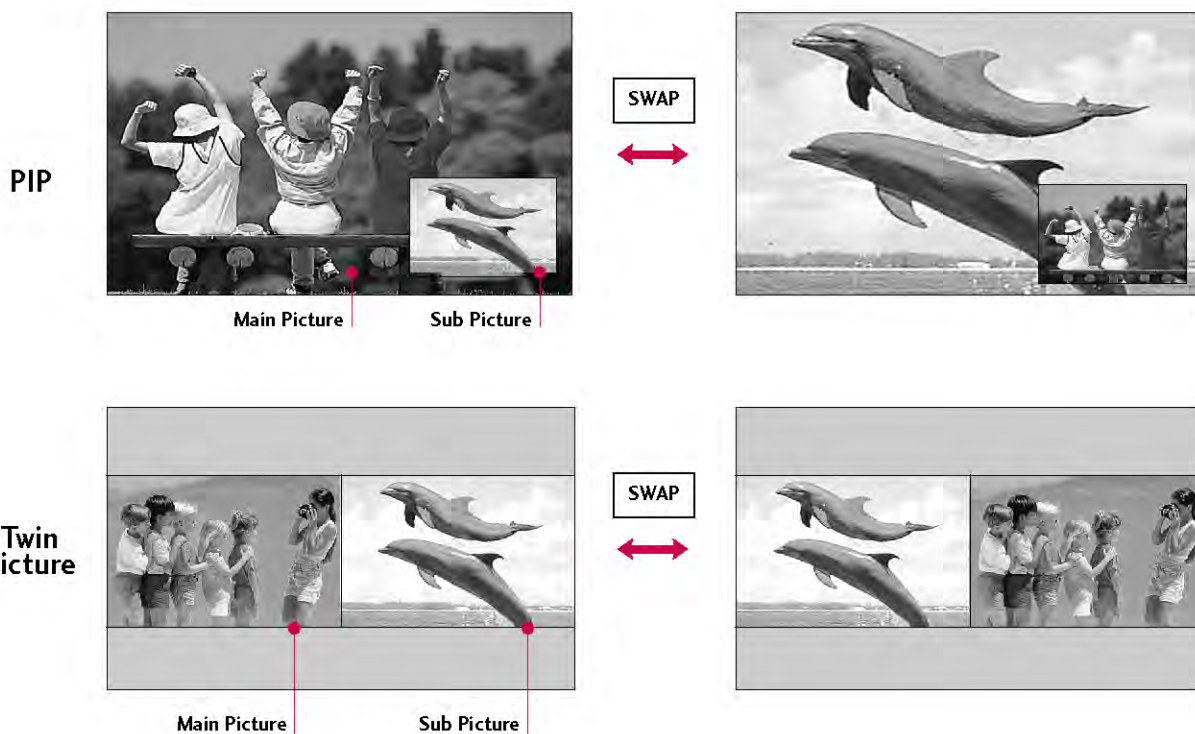 SWAP
PIP
Main Picture
Sub Picture
SWAP
Twin
icture
Main Picture
Sub Picture